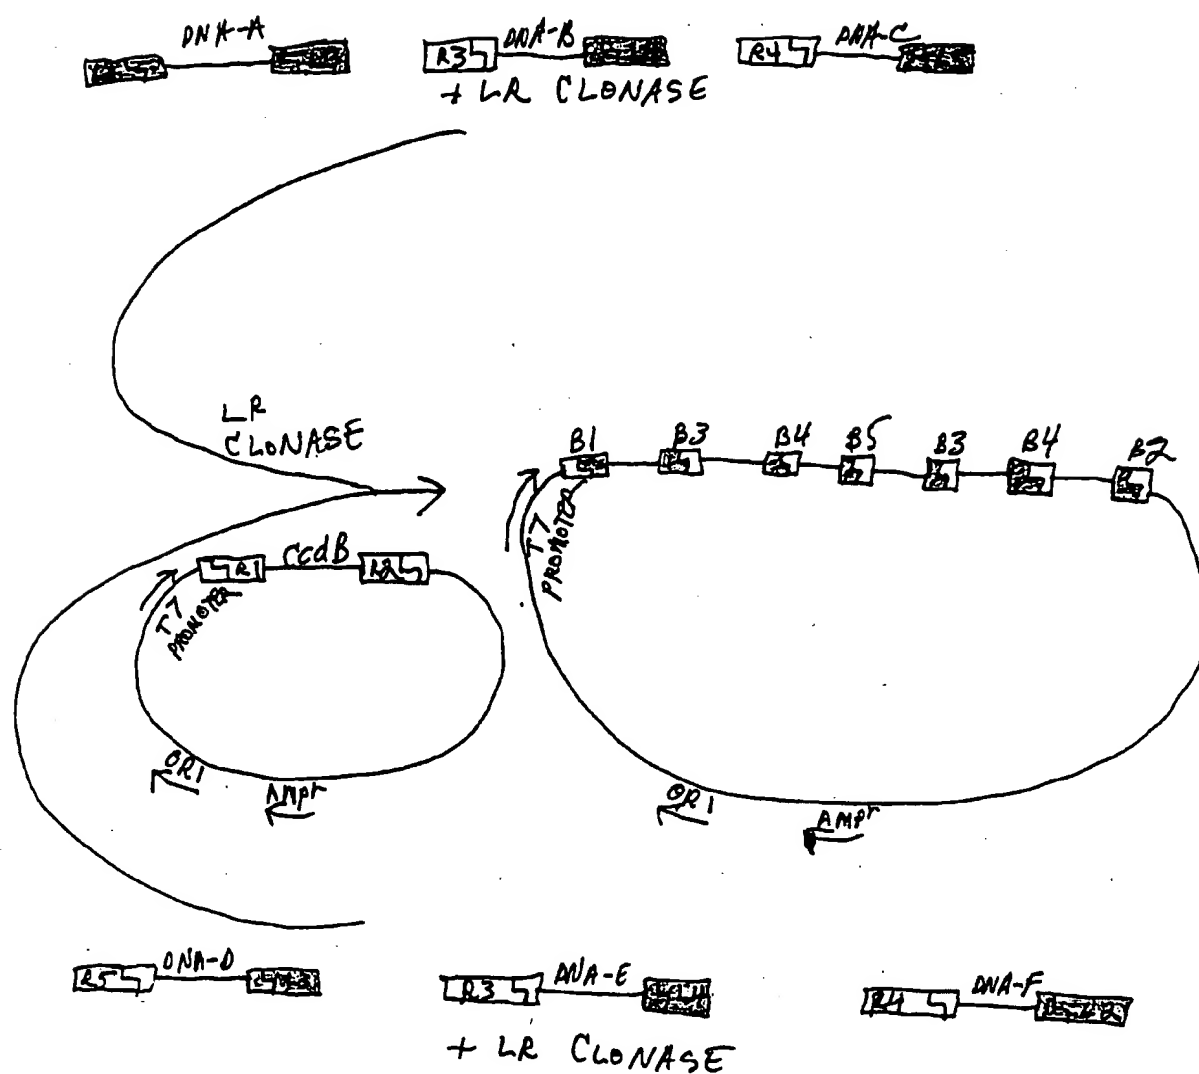 DNA-A DNA-B DNA-C
R3 R4
+ LR CLONASE
LR
CLONASE
B1 B3 B4 B5 B3 B4 B2
T7
PROMOTER
R1 CcdB R2
T7
PROMOTER
ORI
AMPr
ORI
AMPr
R5 DNA-D R3 DNA-E R4 DNA-F
+ LR CLONASE